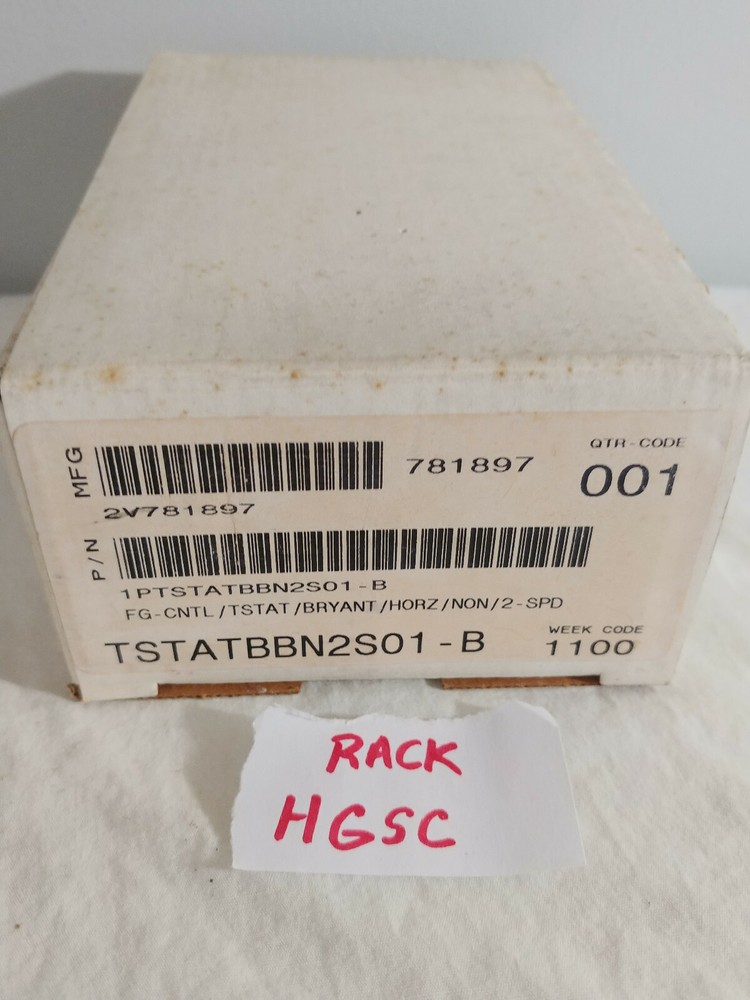 MFG
781897
QTR-CODE
001
2V781897
P/N
1PTSTATBBN2S01-B
FG-CNTL/TSTAT/BRYANT/HORZ/NON/2-SPD
TSTATBBN2S01-B
WEEK CODE
1100
RACK
HGSC